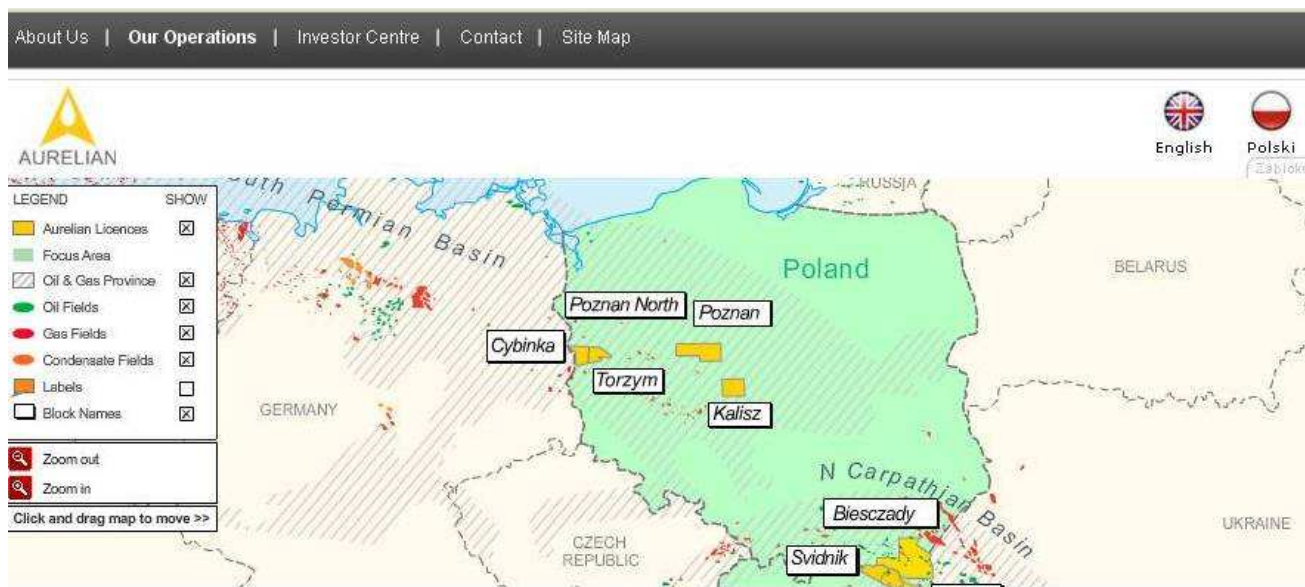 About Us | Our Operations | Investor Centre | Contact | Site Map
AURELIAN
English
Polski
LEGEND SHOW
Aurelian Licences
Focus Area
Oil & Gas Province
Oil Fields
Gas Fields
Condensate Fields
Labels
Block Names
Zoom out
Zoom in
Click and drag map to move >>
Permian Basin
RUSSIA
Poland
BELARUS
Poznan North
Poznan
Cybinka
Torzym
Kalisz
GERMANY
N Carpathian Basin
Biesczady
UKRAINE
CZECH
REPUBLIC
Svidnik